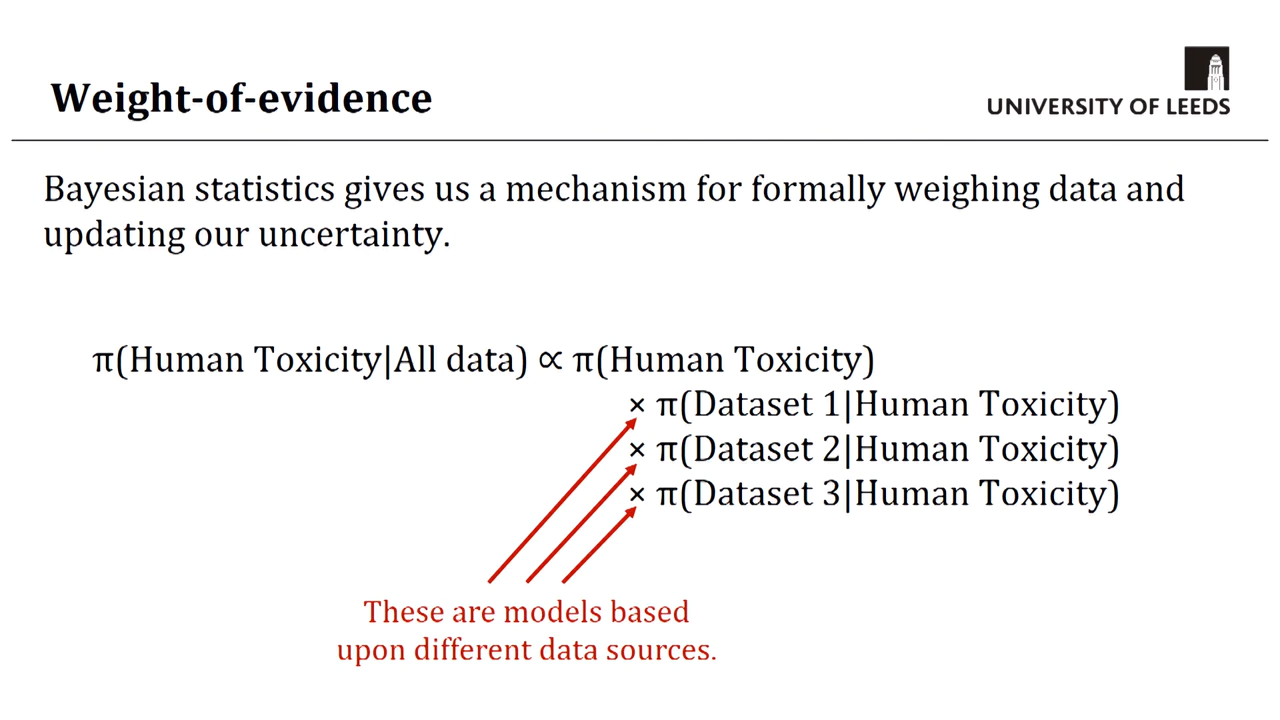 Weight-of-evidence
UNIVERSITY OF LEEDS
Bayesian statistics gives us a mechanism for formally weighing data and
updating our uncertainty.
π(Human Toxicity|All data) ∝ π(Human Toxicity)
× π(Dataset 1|Human Toxicity)
× π(Dataset 2|Human Toxicity)
× π(Dataset 3|Human Toxicity)
These are models based
upon different data sources.